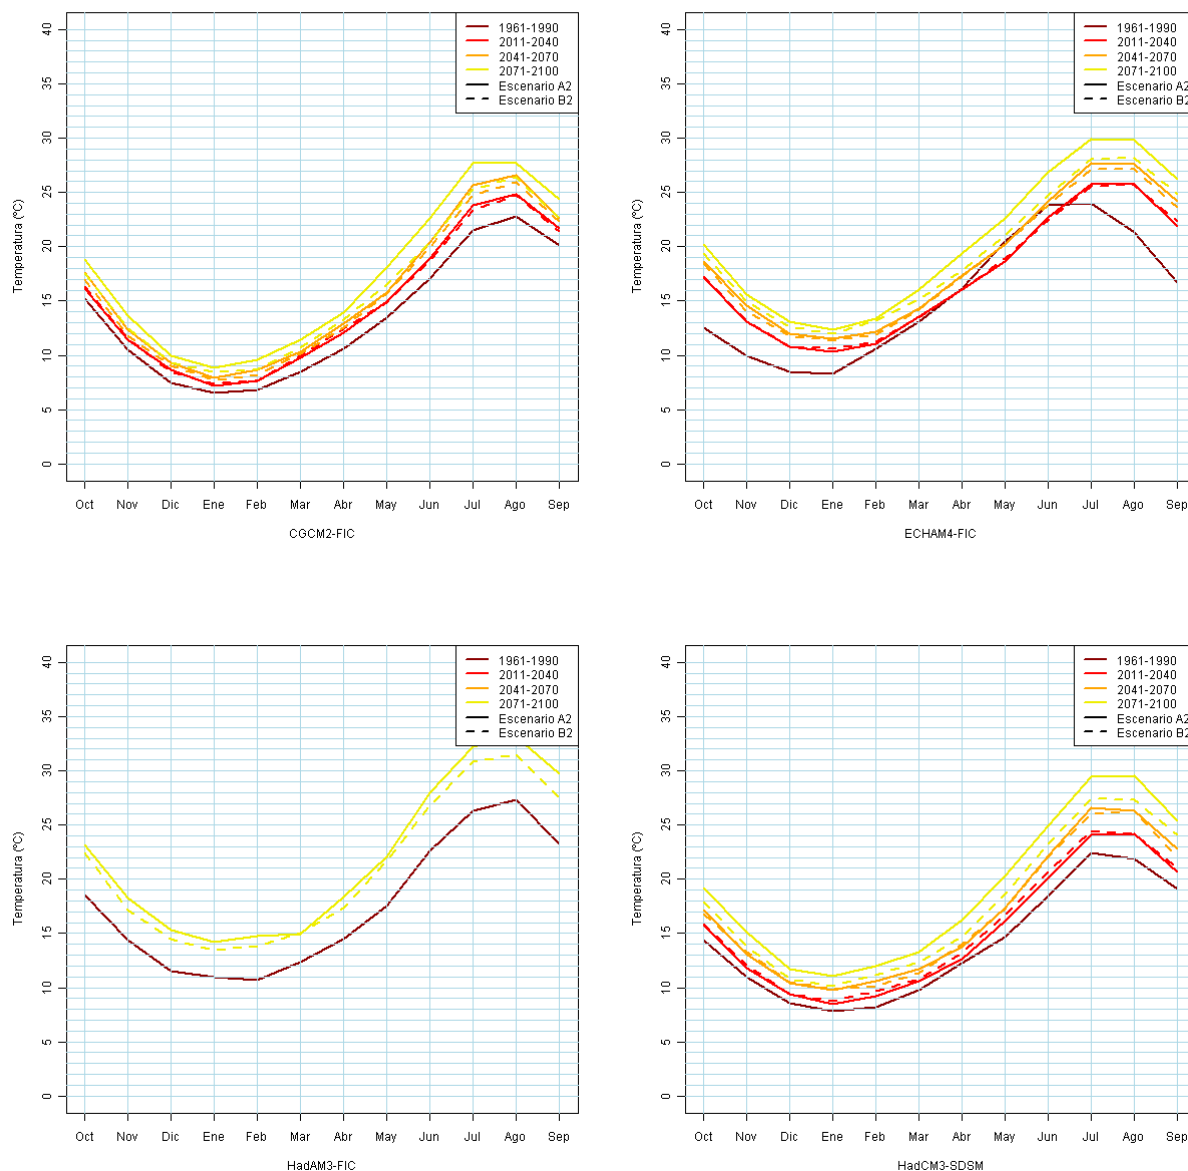 40
35
30
25
20
15
10
5
0
Temperatura (ºC)
1961-1990
2011-2040
2041-2070
2071-2100
Escenario A2
Escenario B2
Oct Nov Dic Ene Feb Mar Abr May Jun Jul Ago Sep
CGCM2-FIC
40
35
30
25
20
15
10
5
0
Temperatura (ºC)
1961-1990
2011-2040
2041-2070
2071-2100
Escenario A2
Escenario B2
Oct Nov Dic Ene Feb Mar Abr May Jun Jul Ago Sep
ECHAM4-FIC
40
35
30
25
20
15
10
5
0
Temperatura (ºC)
1961-1990
2011-2040
2041-2070
2071-2100
Escenario A2
Escenario B2
Oct Nov Dic Ene Feb Mar Abr May Jun Jul Ago Sep
HadAM3-FIC
40
35
30
25
20
15
10
5
0
Temperatura (ºC)
1961-1990
2011-2040
2041-2070
2071-2100
Escenario A2
Escenario B2
Oct Nov Dic Ene Feb Mar Abr May Jun Jul Ago Sep
HadCM3-SDSM